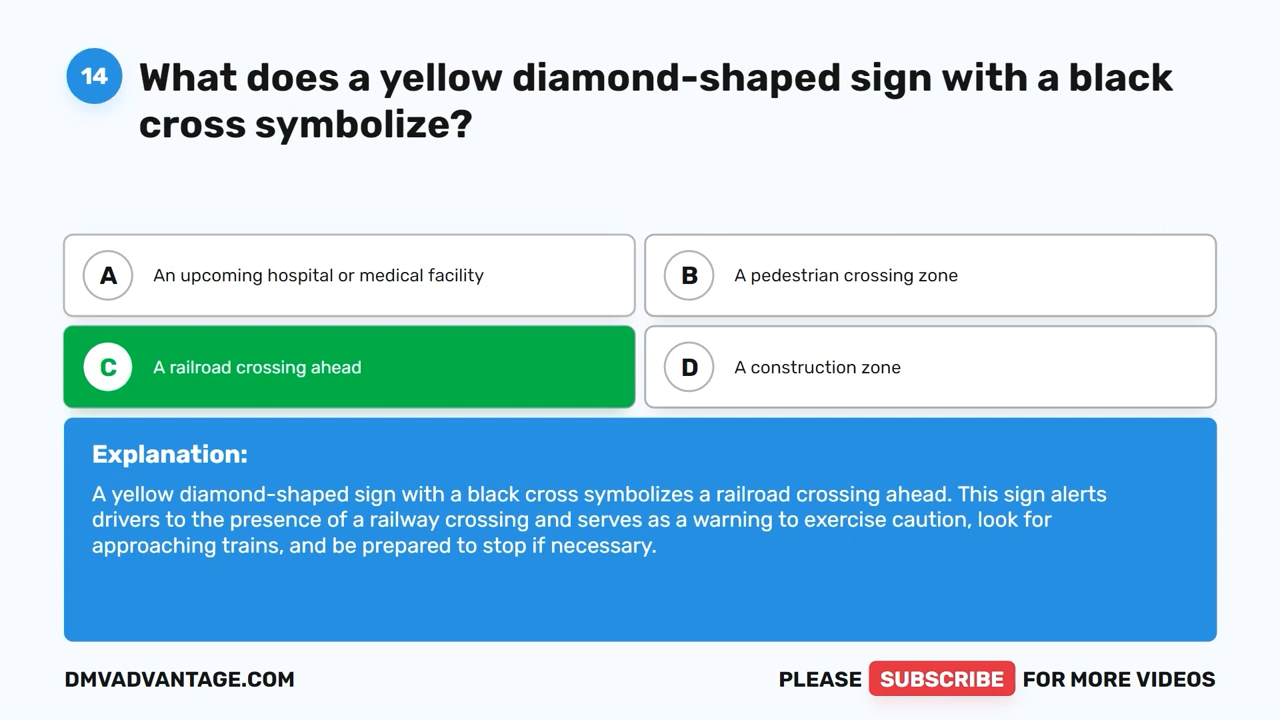 14
What does a yellow diamond-shaped sign with a black
cross symbolize?
A An upcoming hospital or medical facility
B A pedestrian crossing zone
C A railroad crossing ahead
D A construction zone
Explanation:
A yellow diamond-shaped sign with a black cross symbolizes a railroad crossing ahead. This sign alerts
drivers to the presence of a railway crossing and serves as a warning to exercise caution, look for
approaching trains, and be prepared to stop if necessary.
DMVADVANTAGE.COM
PLEASE SUBSCRIBE FOR MORE VIDEOS